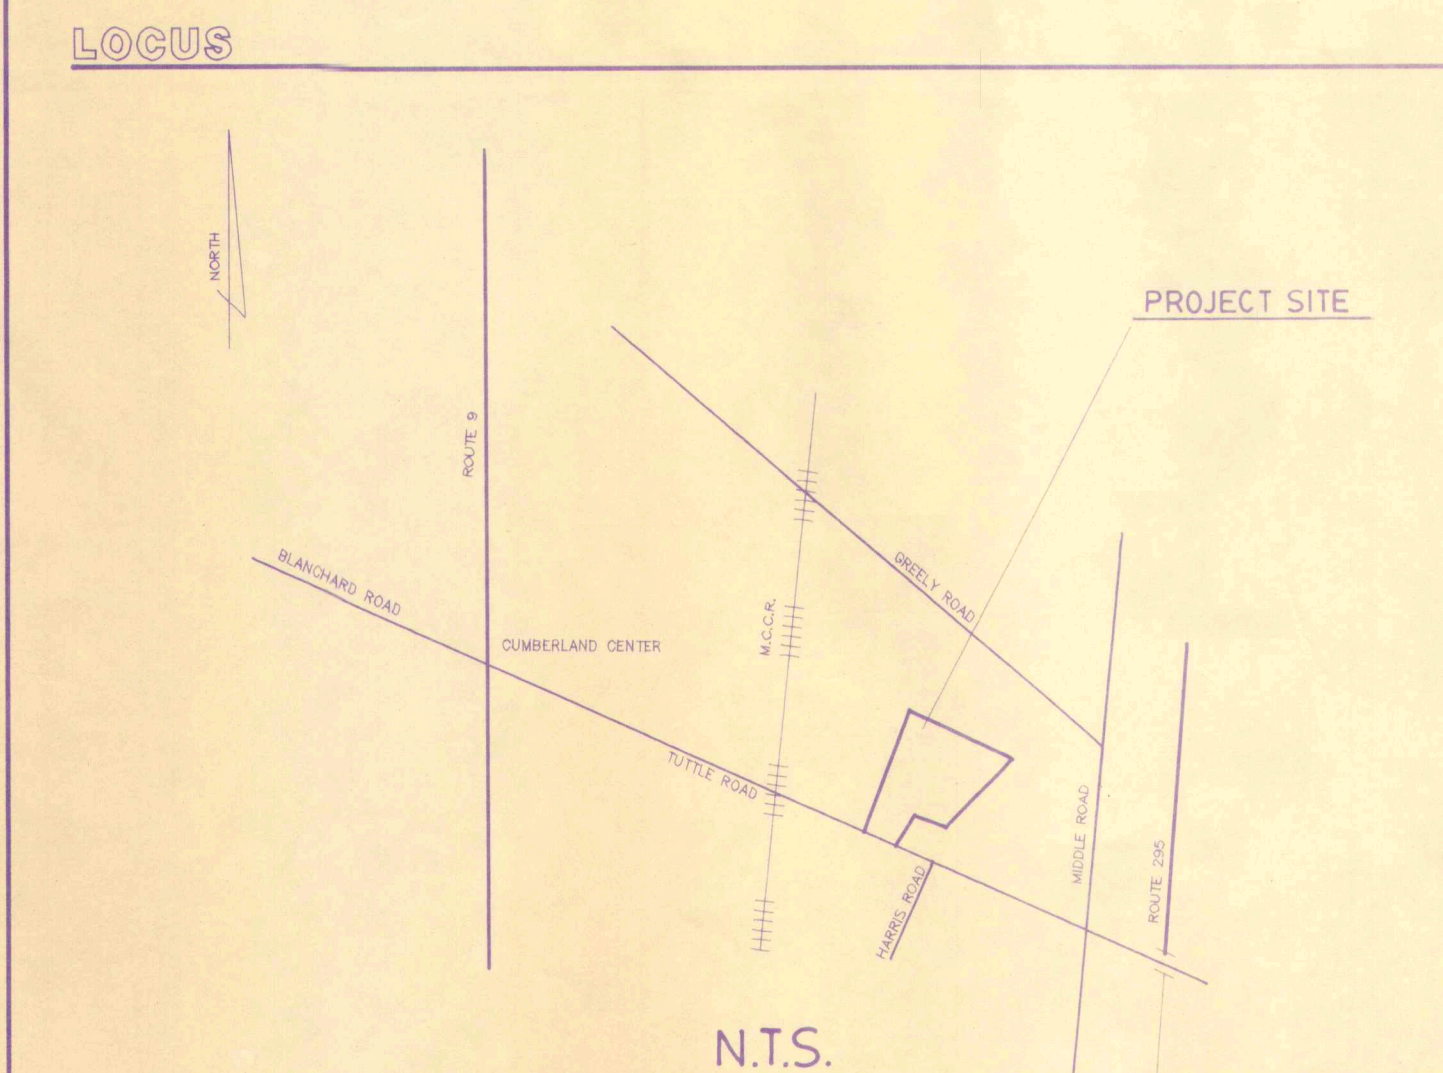 LOCUS
NORTH
PROJECT SITE
ROUTE 9
BLANCHARD ROAD
GREELY ROAD
M.C.C.R.
CUMBERLAND CENTER
TUTTLE ROAD
MIDDLE ROAD
ROUTE 295
HARRIS ROAD
N.T.S.